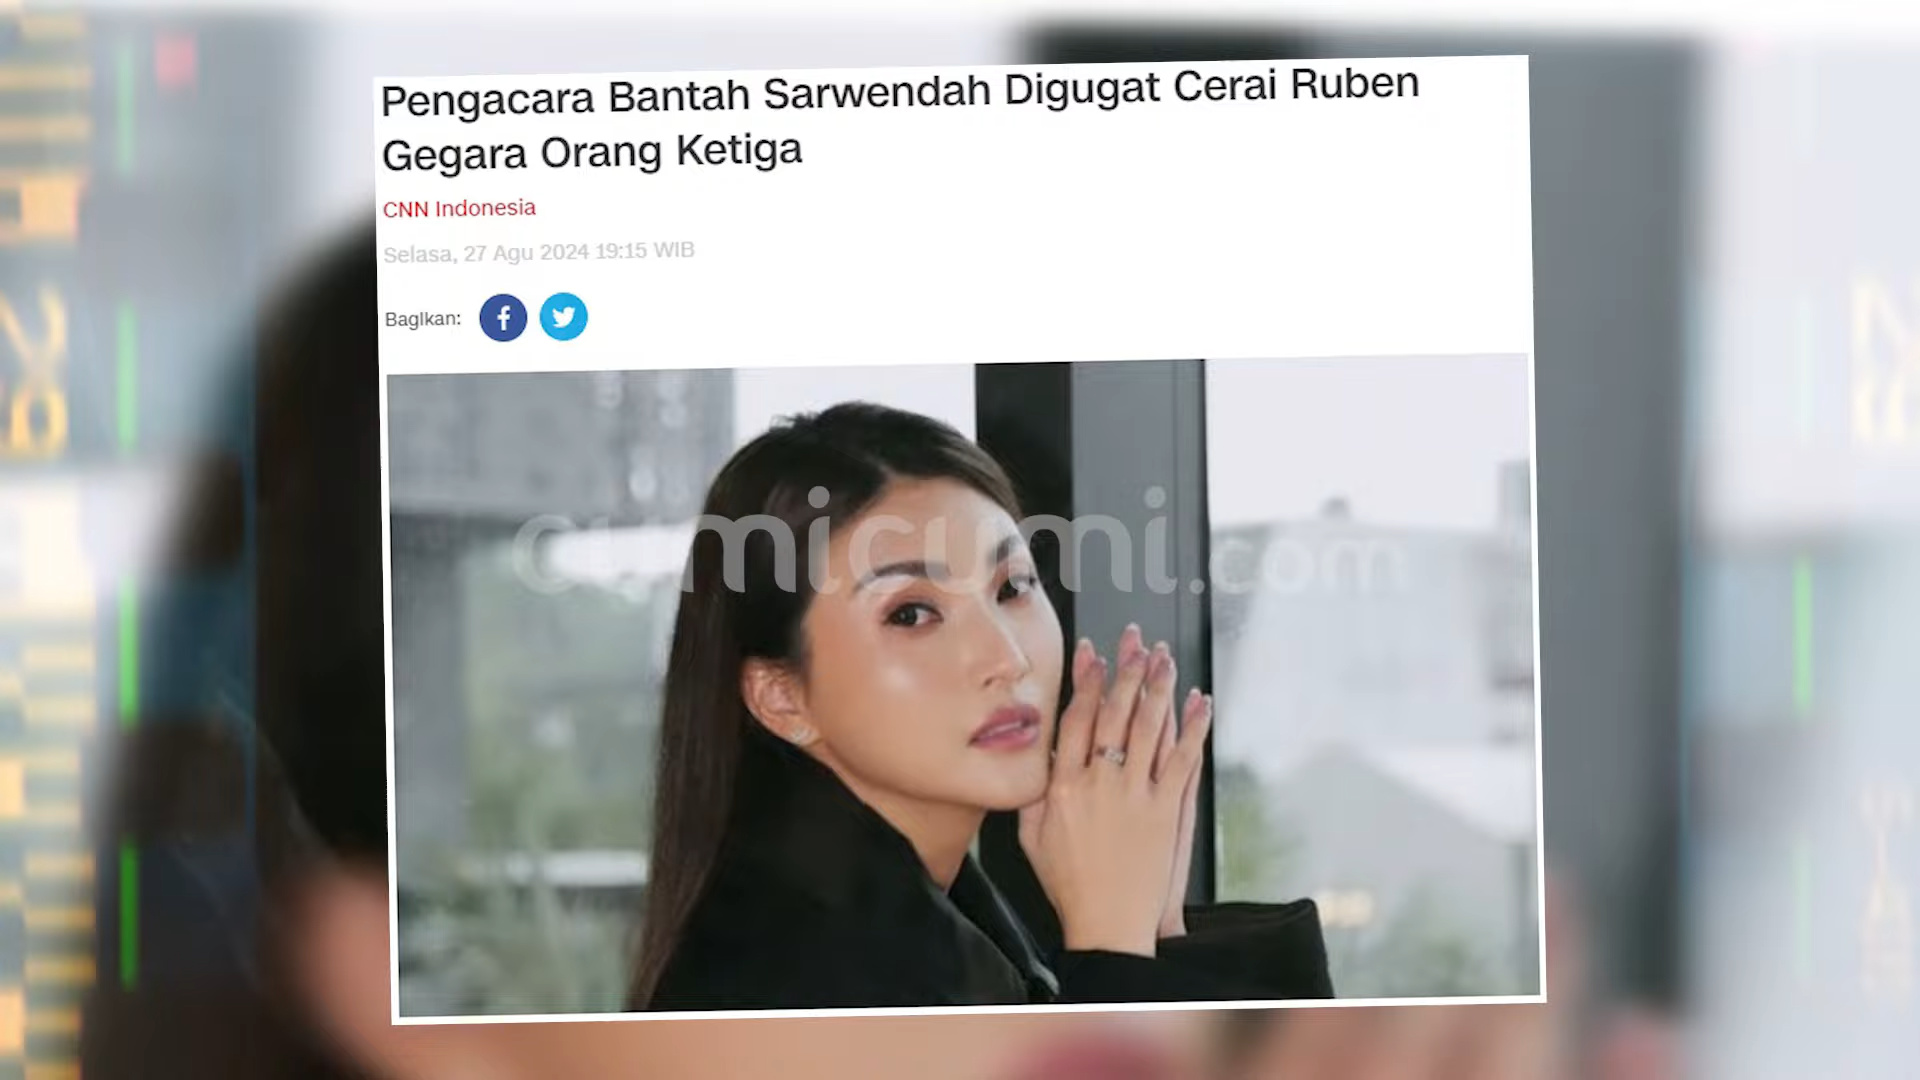 Pengacara Bantah Sarwendah Digugat Cerai Ruben
Gegara Orang Ketiga
CNN Indonesia
Selasa, 27 Agu 2024 19:15 WIB
Bagikan:
cumicumi.com